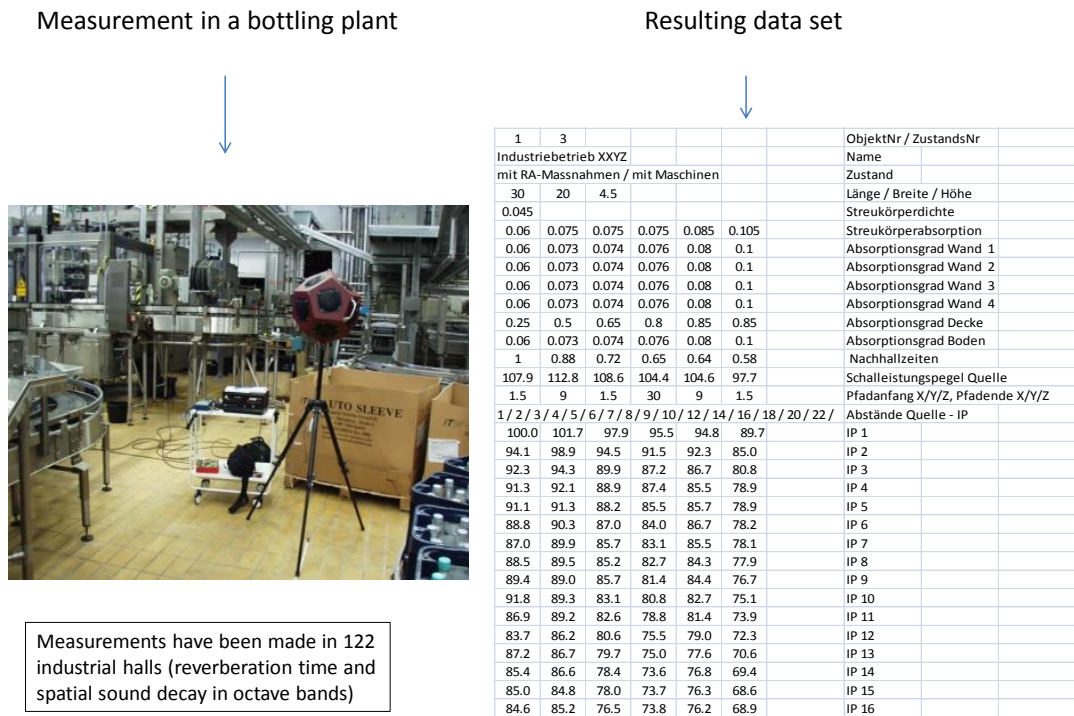 Measurement in a bottling plant
Resulting data set
AUTO SLEEVE
Measurements have been made in 122
industrial halls (reverberation time and
spatial sound decay in octave bands)
1 3 ObjektNr / ZustandsNr
Industriebetrieb XXYZ Name
mit RA-Massnahmen / mit Maschinen Zustand
30 20 4.5 Länge / Breite / Höhe
0.045 Streukörperdichte
0.06 0.075 0.075 0.075 0.085 0.105 Streukörperabsorption
0.06 0.073 0.074 0.076 0.08 0.1 Absorptionsgrad Wand 1
0.06 0.073 0.074 0.076 0.08 0.1 Absorptionsgrad Wand 2
0.06 0.073 0.074 0.076 0.08 0.1 Absorptionsgrad Wand 3
0.06 0.073 0.074 0.076 0.08 0.1 Absorptionsgrad Wand 4
0.25 0.5 0.65 0.8 0.85 0.85 Absorptionsgrad Decke
0.06 0.073 0.074 0.076 0.08 0.1 Absorptionsgrad Boden
1 0.88 0.72 0.65 0.64 0.58 Nachhallzeiten
107.9 112.8 108.6 104.4 104.6 97.7 Schalleistungspegel Quelle
1.5 9 1.5 30 9 1.5 Pfadanfang X/Y/Z, Pfadende X/Y/Z
1 / 2 / 3 / 4 / 5 / 6 / 7 / 8 / 9 / 10 / 12 / 14 / 16 / 18 / 20 / 22 / Abstände Quelle - IP
100.0 101.7 97.9 95.5 94.8 89.7 IP 1
94.1 98.9 94.5 91.5 92.3 85.0 IP 2
92.3 94.3 89.9 87.2 86.7 80.8 IP 3
91.3 92.1 88.9 87.4 85.5 78.9 IP 4
91.1 91.3 88.2 85.5 85.7 78.9 IP 5
88.8 90.3 87.0 84.0 86.7 78.2 IP 6
87.0 89.9 85.7 83.1 85.5 78.1 IP 7
88.5 89.5 85.2 82.7 84.3 77.9 IP 8
89.4 89.0 85.7 81.4 84.4 76.7 IP 9
91.8 89.3 83.1 80.8 82.7 75.1 IP 10
86.9 89.2 82.6 78.8 81.4 73.9 IP 11
83.7 86.2 80.6 75.5 79.0 72.3 IP 12
87.2 86.7 79.7 75.0 77.6 70.6 IP 13
85.4 86.6 78.4 73.6 76.8 69.4 IP 14
85.0 84.8 78.0 73.7 76.3 68.6 IP 15
84.6 85.2 76.5 73.8 76.2 68.9 IP 16